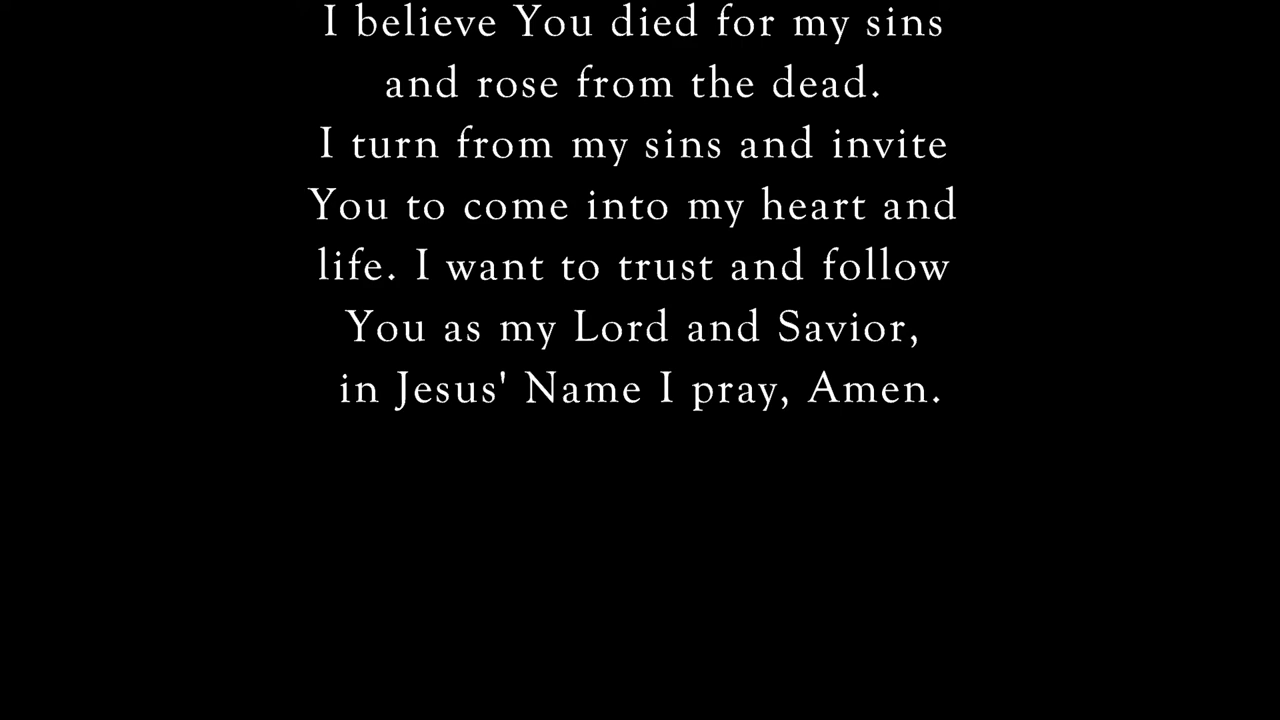 I believe You died for my sins
and rose from the dead.
I turn from my sins and invite
You to come into my heart and
life. I want to trust and follow
You as my Lord and Savior,
in Jesus' Name I pray, Amen.